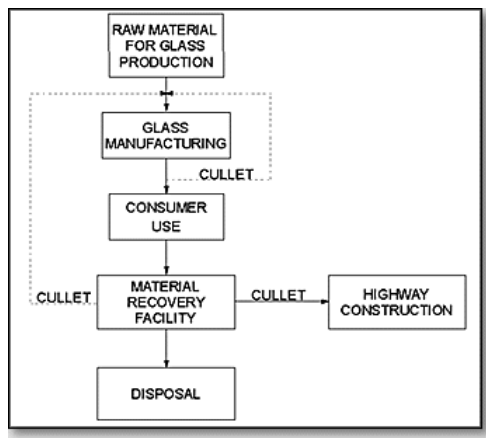 RAW MATERIAL
FOR GLASS
PRODUCTION
GLASS
MANUFACTURING
CULLET
CONSUMER
USE
CULLET
MATERIAL
RECOVERY
FACILITY
CULLET
HIGHWAY
CONSTRUCTION
DISPOSAL